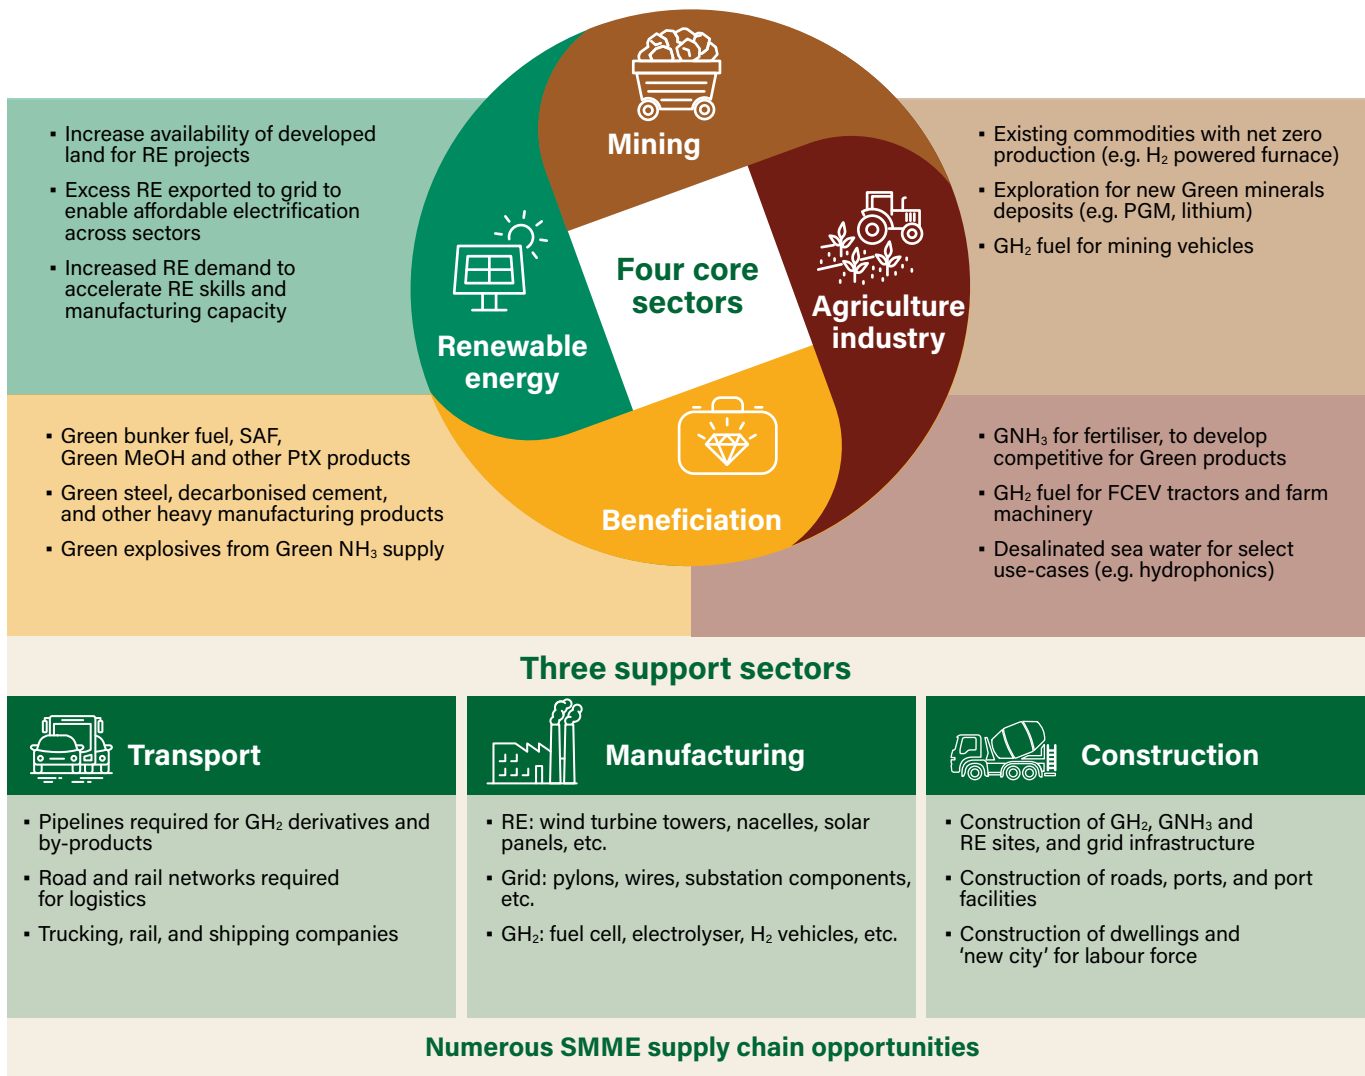 Mining
Four core
sectors
Renewable
energy
Agriculture
industry
Beneficiation
▪ Increase availability of developed
land for RE projects
▪ Excess RE exported to grid to
enable affordable electrification
across sectors
▪ Increased RE demand to
accelerate RE skills and
manufacturing capacity
▪ Existing commodities with net zero
production (e.g. H₂ powered furnace)
▪ Exploration for new Green minerals
deposits (e.g. PGM, lithium)
▪ GH₂ fuel for mining vehicles
▪ Green bunker fuel, SAF,
Green MeOH and other PtX products
▪ Green steel, decarbonised cement,
and other heavy manufacturing products
▪ Green explosives from Green NH₃ supply
▪ GNH₃ for fertiliser, to develop
competitive for Green products
▪ GH₂ fuel for FCEV tractors and farm
machinery
▪ Desalinated sea water for select
use-cases (e.g. hydrophonics)
Three support sectors
Transport
▪ Pipelines required for GH₂ derivatives and
by-products
▪ Road and rail networks required
for logistics
▪ Trucking, rail, and shipping companies
Manufacturing
▪ RE: wind turbine towers, nacelles, solar
panels, etc.
▪ Grid: pylons, wires, substation components,
etc.
▪ GH₂: fuel cell, electrolyser, H₂ vehicles, etc.
Construction
▪ Construction of GH₂, GNH₃ and
RE sites, and grid infrastructure
▪ Construction of roads, ports, and port
facilities
▪ Construction of dwellings and
‘new city’ for labour force
Numerous SMME supply chain opportunities